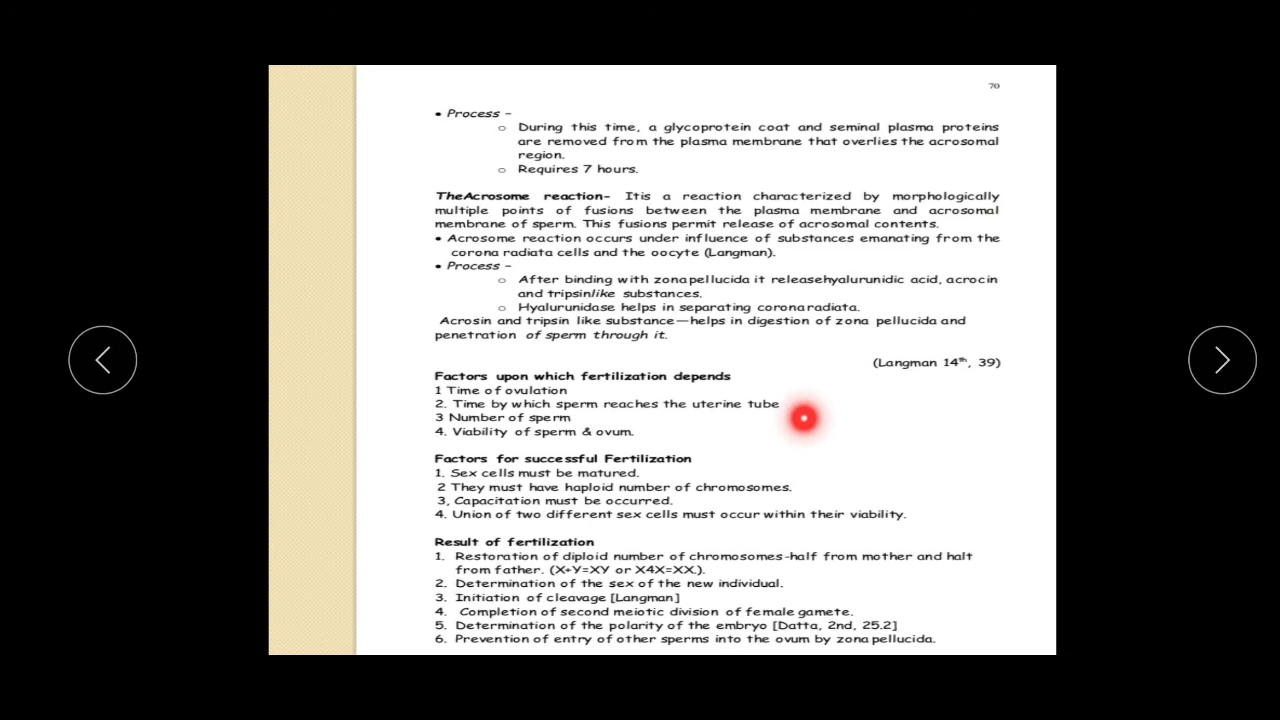 70
• Process –
o During this time, a glycoprotein coat and seminal plasma proteins
are removed from the plasma membrane that overlies the acrosomal
region.
o Requires 7 hours.
TheAcrosome reaction- Itis a reaction characterized by morphologically
multiple points of fusions between the plasma membrane and acrosomal
membrane of sperm. This fusions permit release of acrosomal contents.
• Acrosome reaction occurs under influence of substances emanating from the
corona radiata cells and the oocyte (Langman).
• Process –
o After binding with zonapellucida it releasehyalurunidic acid, acrocin
and tripsinlike substances.
o Hyalurunidase helps in separating coronaradiata.
Acrosin and tripsin like substance—helps in digestion of zona pellucida and
penetration of sperm through it.
(Langman 14th, 39)
Factors upon which fertilization depends
1 Time of ovulation
2. Time by which sperm reaches the uterine tube
3 Number of sperm
4. Viability of sperm & ovum.
Factors for successful Fertilization
1. Sex cells must be matured.
2 They must have haploid number of chromosomes.
3, Capacitation must be occurred.
4. Union of two different sex cells must occur within their viability.
Result of fertilization
1. Restoration of diploid number of chromosomes-half from mother and halt
from father. (X+Y=XY or X4X=XX.).
2. Determination of the sex of the new individual.
3. Initiation of cleavage [Langman]
4. Completion of second meiotic division of female gamete.
5. Determination of the polarity of the embryo [Datta, 2nd, 25.2]
6. Prevention of entry of other sperms into the ovum by zona pellucida.